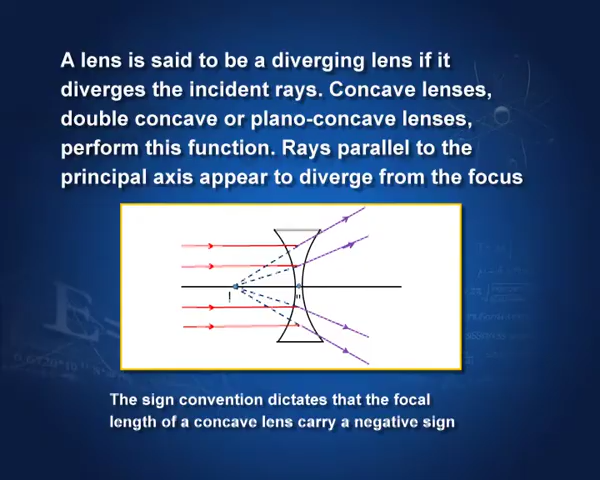 A lens is said to be a diverging lens if it
diverges the incident rays. Concave lenses,
double concave or plano-concave lenses,
perform this function. Rays parallel to the
principal axis appear to diverge from the focus
The sign convention dictates that the focal
length of a concave lens carry a negative sign